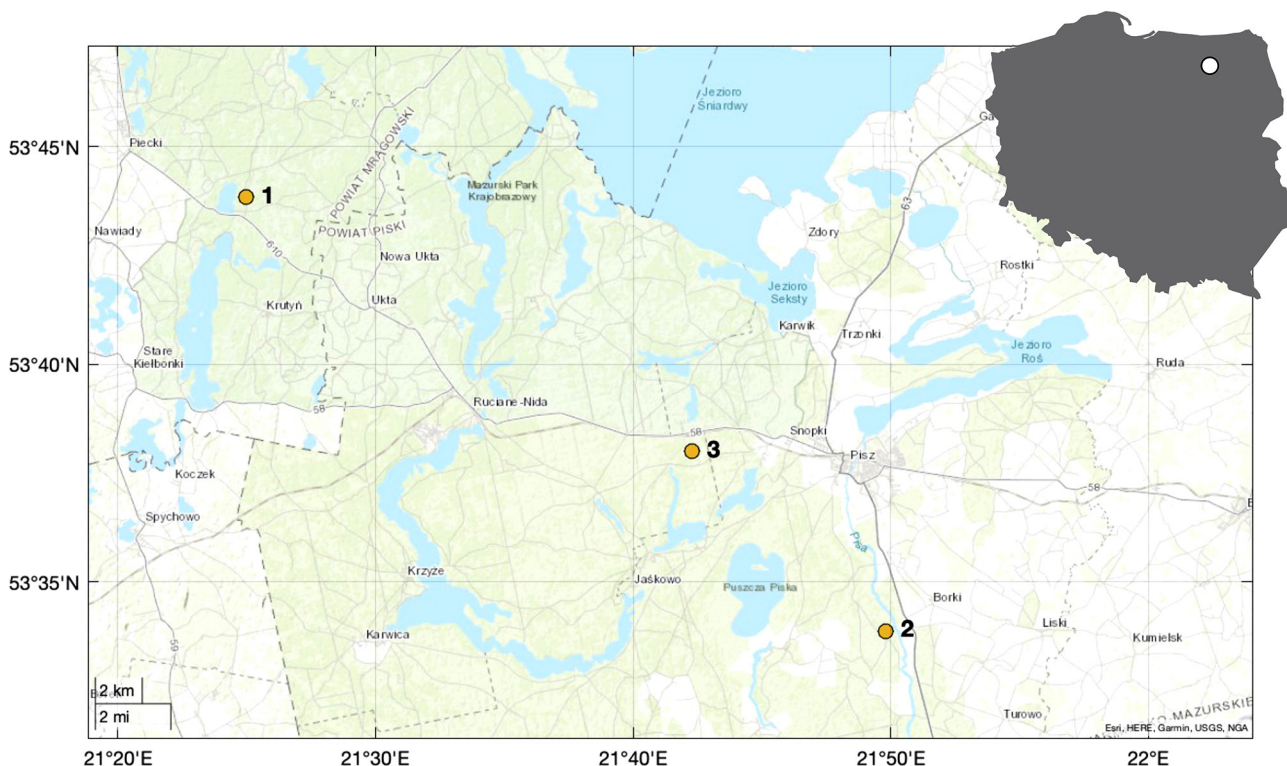 Jezioro
Śniardwy
Ga
53°45'N
Piecki
POWIAT MRĄGOWSKI
Mazurski Park
Krajobrazowy
1
63
Nawiady
POWIAT PISKI
Zdory
610
Nowa Ukta
Rostki
Jezioro
Seksty
Krutyń
Ukta
Karwik
Trzonki
Jezioro
Roś
Stare
Kiełbonki
53°40'N
Ruda
58
Ruciane-Nida
58
Snopki
3
Pisz
Koczek
58
Spychowo
Pisa
Krzyże
53°35'N
Jaśkowo
Puszcza Piska
Borki
2
Liski
Karwica
Kumielsk
59
2 km
2 mi
Turowo
MAZURSKIE
Esri, HERE, Garmin, USGS, NGA
21°20'E
21°30'E
21°40'E
21°50'E
22°E